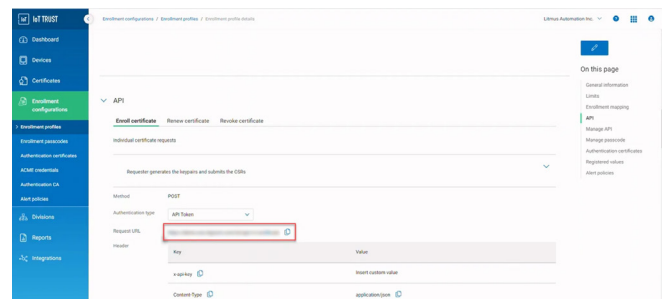 IoT TRUST
Enrollment configurations / Enrollment profiles / Enrollment profile details
Litmus Automation Inc.
Dashboard
Devices
Certificates
Enrollment
configurations
Enrollment profiles
Enrollment passcodes
Authentication certificates
ACME credentials
Authentication CA
Alert policies
Divisions
Reports
Integrations
API
Enroll certificate Renew certificate Revoke certificate
Individual certificate requests
Requester generates the keypairs and submits the CSRs
Method POST
Authentication type API Token
Request URL
Header
Key Value
x-api-key Insert custom value
Content-Type application/json
On this page
General information
Limits
Enrollment mapping
API
Manage API
Manage passcode
Authentication certificates
Registered values
Alert policies